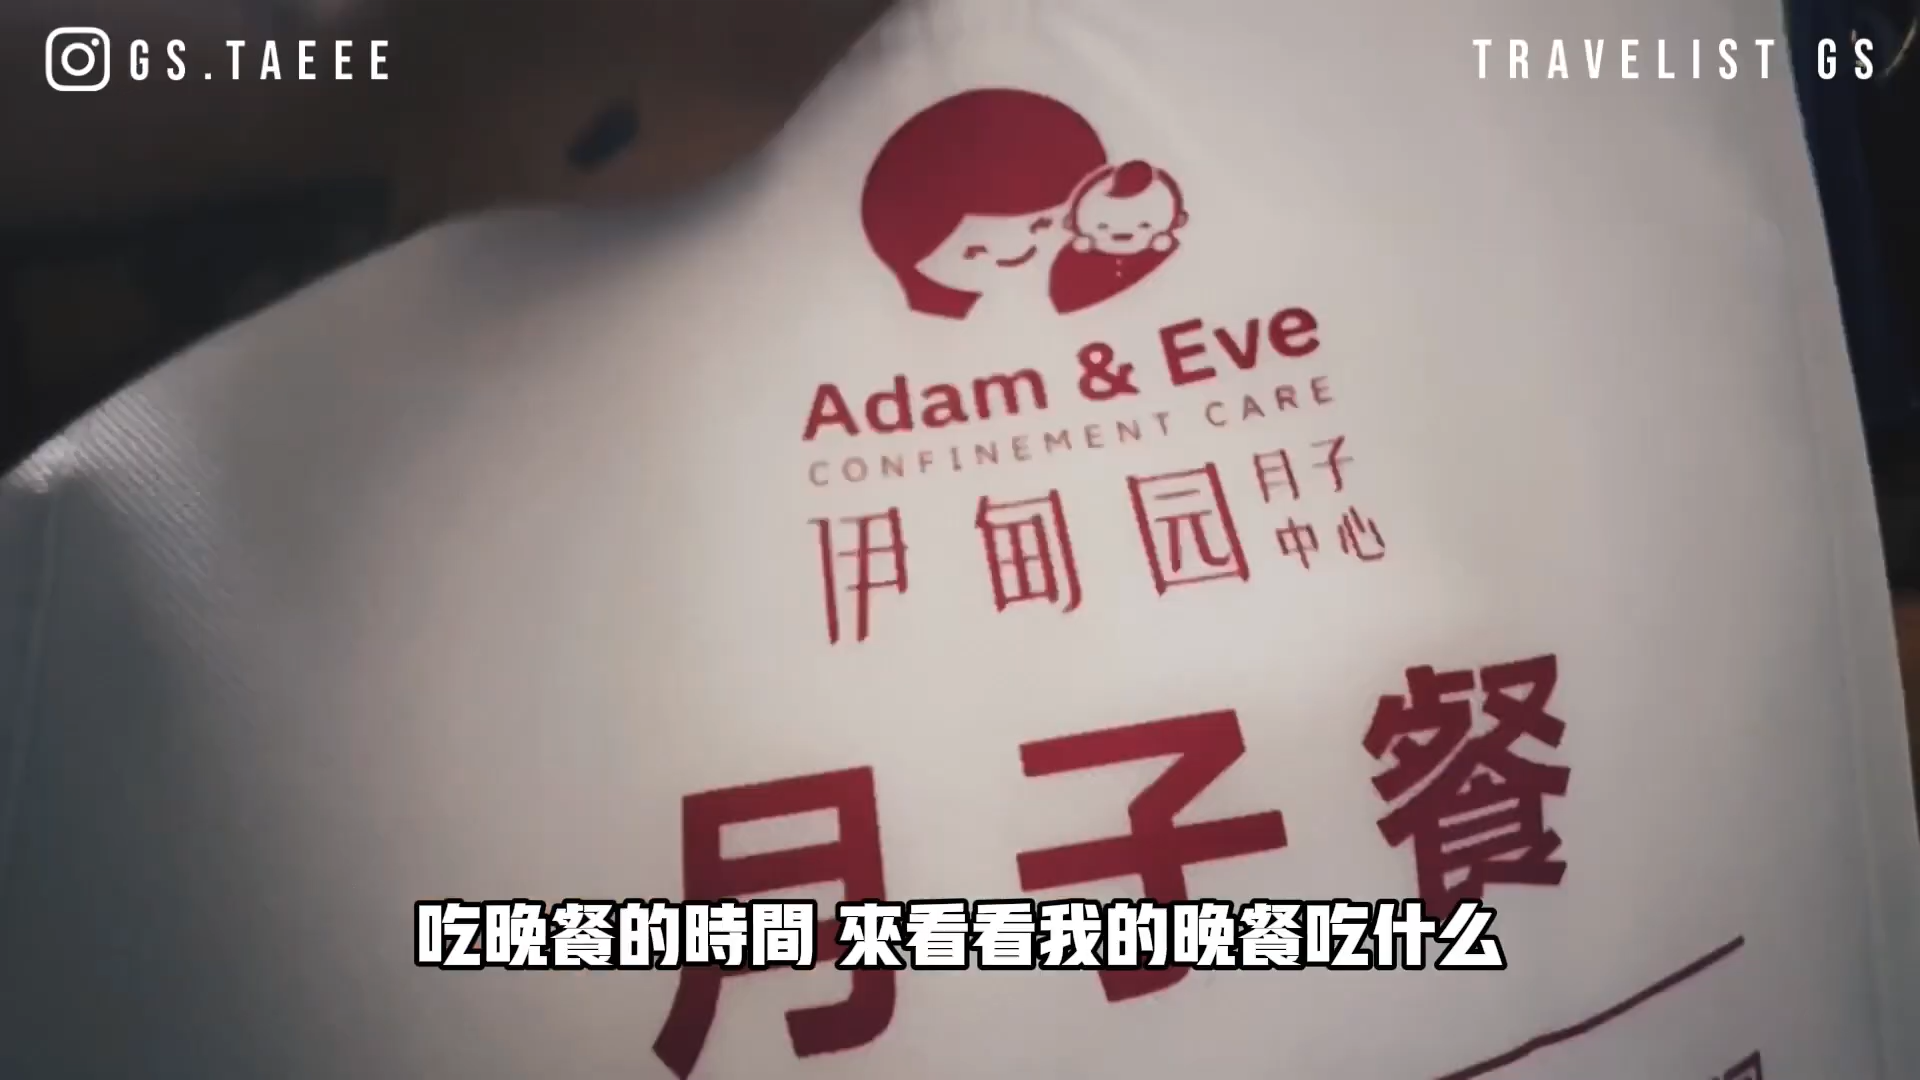 GS.TAEEE
TRAVELIST GS
Adam & Eve
CONFINEMENT CARE
伊甸园
月子
中心
月子餐
吃晚餐的時間 來看看我的晚餐吃什么